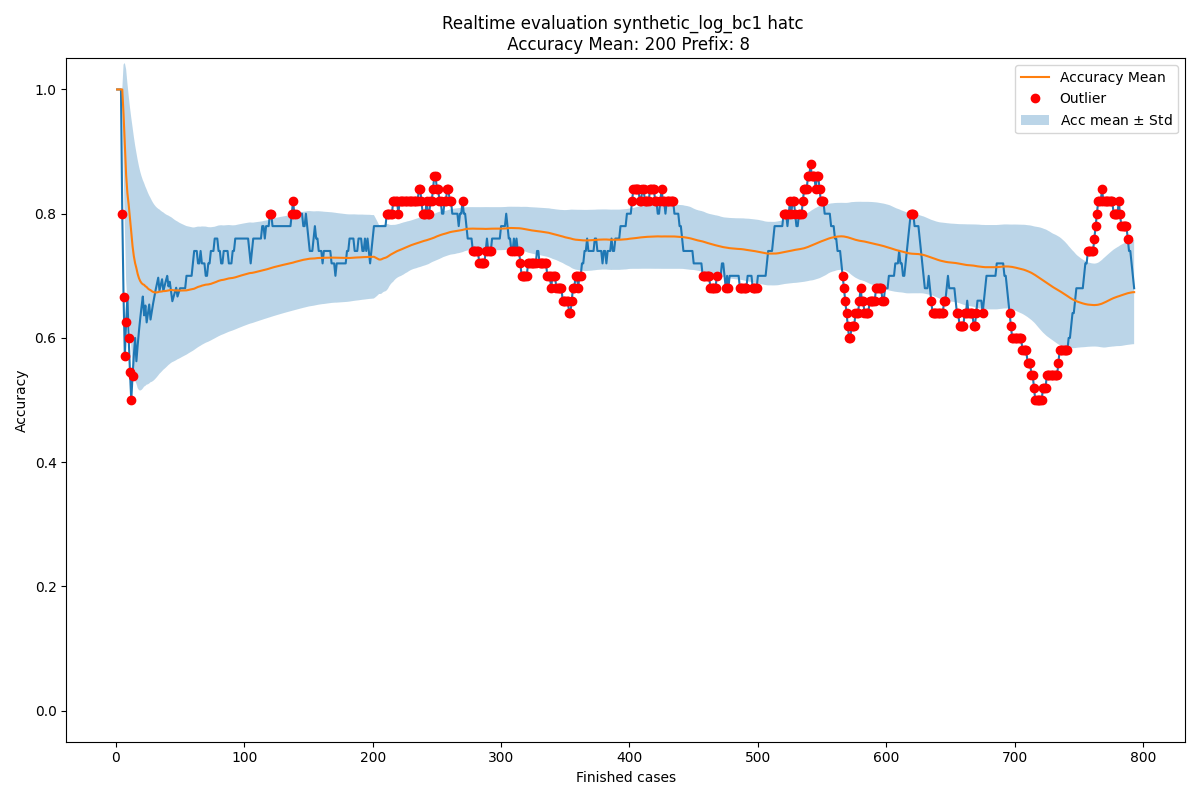 Realtime evaluation synthetic_log_bc1 hatc
Accuracy Mean: 200 Prefix: 8
Accuracy Mean
Outlier
Acc mean ± Std
1.0
0.8
0.6
0.4
0.2
0.0
Accuracy
0 100 200 300 400 500 600 700 800
Finished cases